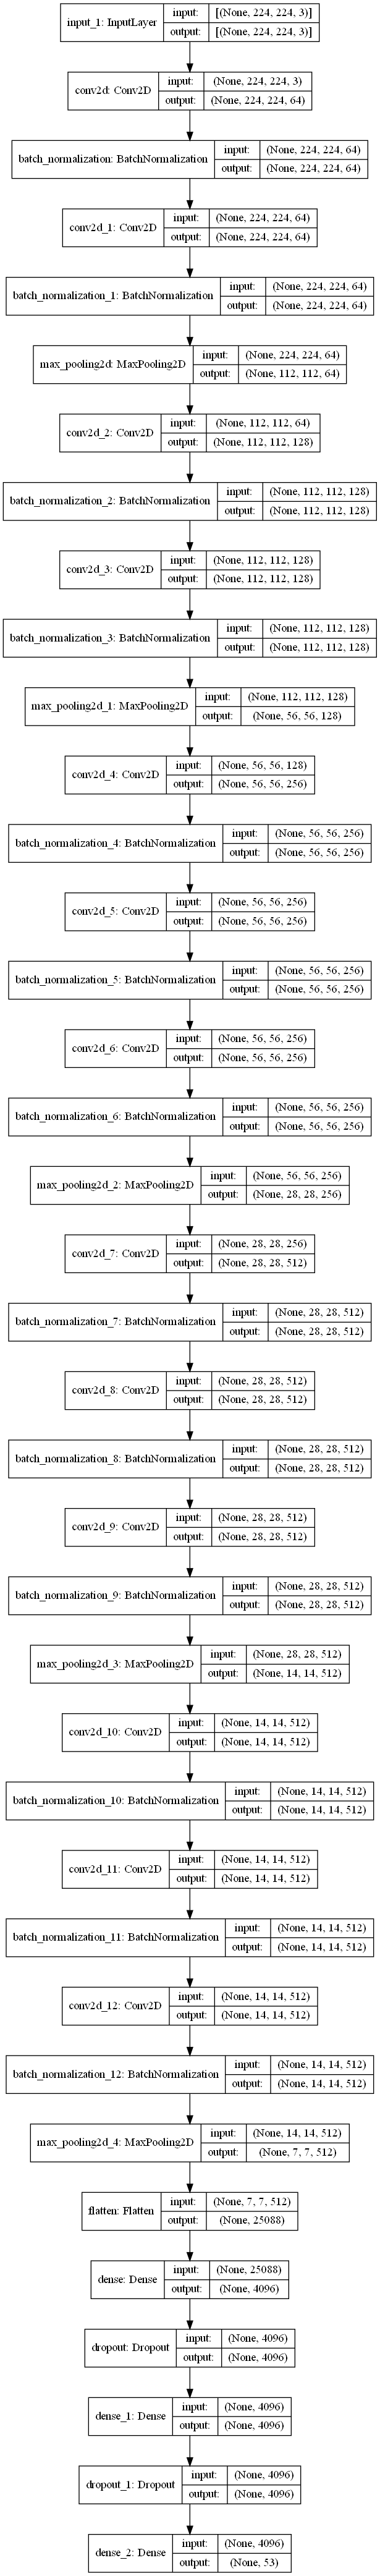 input_1: InputLayer
input: [(None, 224, 224, 3)]
output: [(None, 224, 224, 3)]
conv2d: Conv2D
input: (None, 224, 224, 3)
output: (None, 224, 224, 64)
batch_normalization: BatchNormalization
input: (None, 224, 224, 64)
output: (None, 224, 224, 64)
conv2d_1: Conv2D
input: (None, 224, 224, 64)
output: (None, 224, 224, 64)
batch_normalization_1: BatchNormalization
input: (None, 224, 224, 64)
output: (None, 224, 224, 64)
max_pooling2d: MaxPooling2D
input: (None, 224, 224, 64)
output: (None, 112, 112, 64)
conv2d_2: Conv2D
input: (None, 112, 112, 64)
output: (None, 112, 112, 128)
batch_normalization_2: BatchNormalization
input: (None, 112, 112, 128)
output: (None, 112, 112, 128)
conv2d_3: Conv2D
input: (None, 112, 112, 128)
output: (None, 112, 112, 128)
batch_normalization_3: BatchNormalization
input: (None, 112, 112, 128)
output: (None, 112, 112, 128)
max_pooling2d_1: MaxPooling2D
input: (None, 112, 112, 128)
output: (None, 56, 56, 128)
conv2d_4: Conv2D
input: (None, 56, 56, 128)
output: (None, 56, 56, 256)
batch_normalization_4: BatchNormalization
input: (None, 56, 56, 256)
output: (None, 56, 56, 256)
conv2d_5: Conv2D
input: (None, 56, 56, 256)
output: (None, 56, 56, 256)
batch_normalization_5: BatchNormalization
input: (None, 56, 56, 256)
output: (None, 56, 56, 256)
conv2d_6: Conv2D
input: (None, 56, 56, 256)
output: (None, 56, 56, 256)
batch_normalization_6: BatchNormalization
input: (None, 56, 56, 256)
output: (None, 56, 56, 256)
max_pooling2d_2: MaxPooling2D
input: (None, 56, 56, 256)
output: (None, 28, 28, 256)
conv2d_7: Conv2D
input: (None, 28, 28, 256)
output: (None, 28, 28, 512)
batch_normalization_7: BatchNormalization
input: (None, 28, 28, 512)
output: (None, 28, 28, 512)
conv2d_8: Conv2D
input: (None, 28, 28, 512)
output: (None, 28, 28, 512)
batch_normalization_8: BatchNormalization
input: (None, 28, 28, 512)
output: (None, 28, 28, 512)
conv2d_9: Conv2D
input: (None, 28, 28, 512)
output: (None, 28, 28, 512)
batch_normalization_9: BatchNormalization
input: (None, 28, 28, 512)
output: (None, 28, 28, 512)
max_pooling2d_3: MaxPooling2D
input: (None, 28, 28, 512)
output: (None, 14, 14, 512)
conv2d_10: Conv2D
input: (None, 14, 14, 512)
output: (None, 14, 14, 512)
batch_normalization_10: BatchNormalization
input: (None, 14, 14, 512)
output: (None, 14, 14, 512)
conv2d_11: Conv2D
input: (None, 14, 14, 512)
output: (None, 14, 14, 512)
batch_normalization_11: BatchNormalization
input: (None, 14, 14, 512)
output: (None, 14, 14, 512)
conv2d_12: Conv2D
input: (None, 14, 14, 512)
output: (None, 14, 14, 512)
batch_normalization_12: BatchNormalization
input: (None, 14, 14, 512)
output: (None, 14, 14, 512)
max_pooling2d_4: MaxPooling2D
input: (None, 14, 14, 512)
output: (None, 7, 7, 512)
flatten: Flatten
input: (None, 7, 7, 512)
output: (None, 25088)
dense: Dense
input: (None, 25088)
output: (None, 4096)
dropout: Dropout
input: (None, 4096)
output: (None, 4096)
dense_1: Dense
input: (None, 4096)
output: (None, 4096)
dropout_1: Dropout
input: (None, 4096)
output: (None, 4096)
dense_2: Dense
input: (None, 4096)
output: (None, 53)